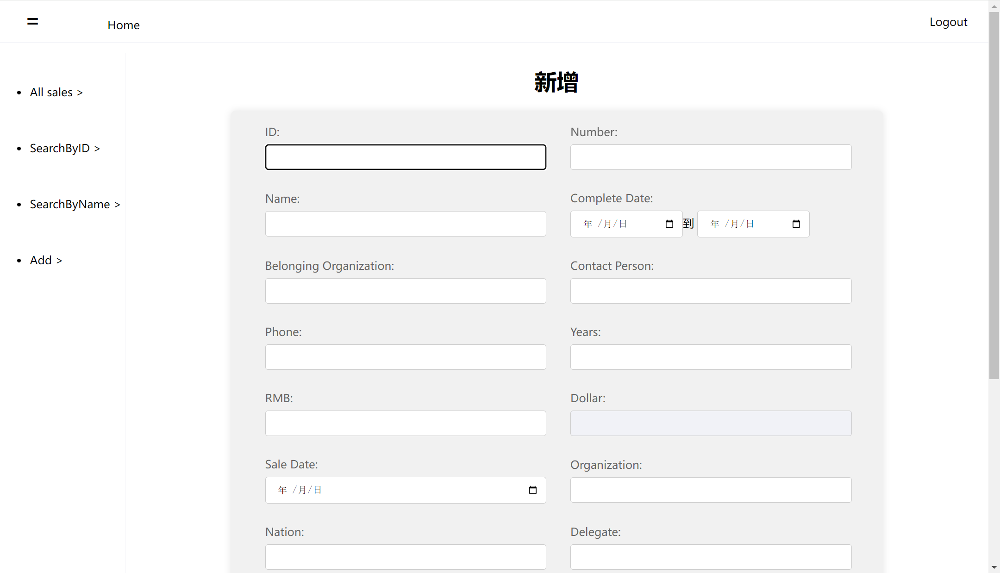 Home
Logout
All sales >
SearchByID >
SearchByName >
Add >
新增
ID:
Number:
Name:
Complete Date:
年 /月/日 到 年 /月/日
Belonging Organization:
Contact Person:
Phone:
Years:
RMB:
Dollar:
Sale Date:
年 /月/日
Organization:
Nation:
Delegate: